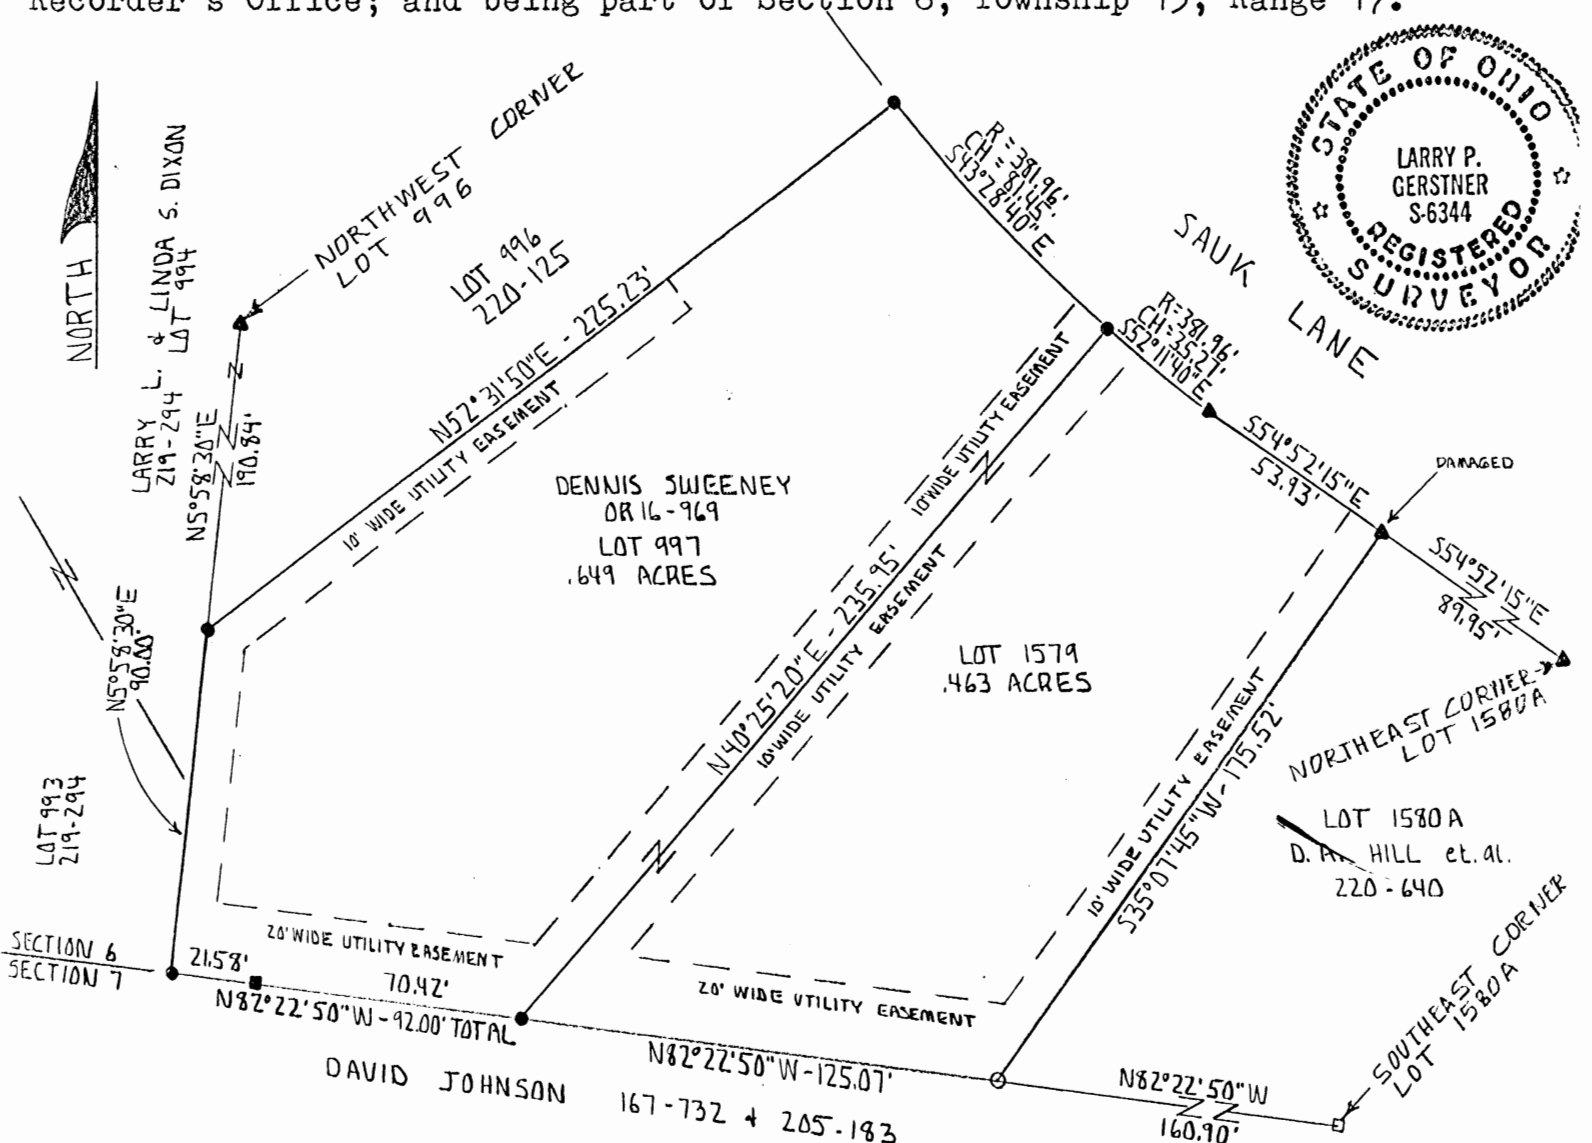 Recorder's Office; and being part of Section 6, Township 15, Range 17.
NORTH
LARRY L. & LINDA S. DIXON
219-294 LOT 994
NORTHWEST CORNER
LOT 996
LOT 996
220-125
N5°58'30"E
190.84'
N52°31'50"E - 225.23'
10' WIDE UTILITY EASEMENT
R=381.96'
CH=81.45'
S43°28'40"E
SAUK LANE
STATE OF OHIO
LARRY P.
GERSTNER
S-6344
REGISTERED
SURVEYOR
R=381.96'
CH=35.27'
S52°11'40"E
S54°52'15"E
53.93'
DAMAGED
S54°52'15"E
89.95'
NORTHEAST CORNER
LOT 1580A
DENNIS SWEENEY
OR 16-969
LOT 997
.649 ACRES
10' WIDE UTILITY EASEMENT
N40°25'20"E - 235.95'
10' WIDE UTILITY EASEMENT
LOT 1579
.463 ACRES
10' WIDE UTILITY EASEMENT
S35°07'45"W - 175.52'
LOT 1580A
D. A. HILL et.al.
220-640
N5°58'30"E
90.00'
LOT 993
219-294
SECTION 6
SECTION 7
21.58'
20' WIDE UTILITY EASEMENT
70.42'
N82°22'50"W - 92.00' TOTAL
20' WIDE UTILITY EASEMENT
N82°22'50"W - 125.07'
N82°22'50"W
160.90'
SOUTHEAST CORNER
LOT 1580A
DAVID JOHNSON 167-732 & 205-183